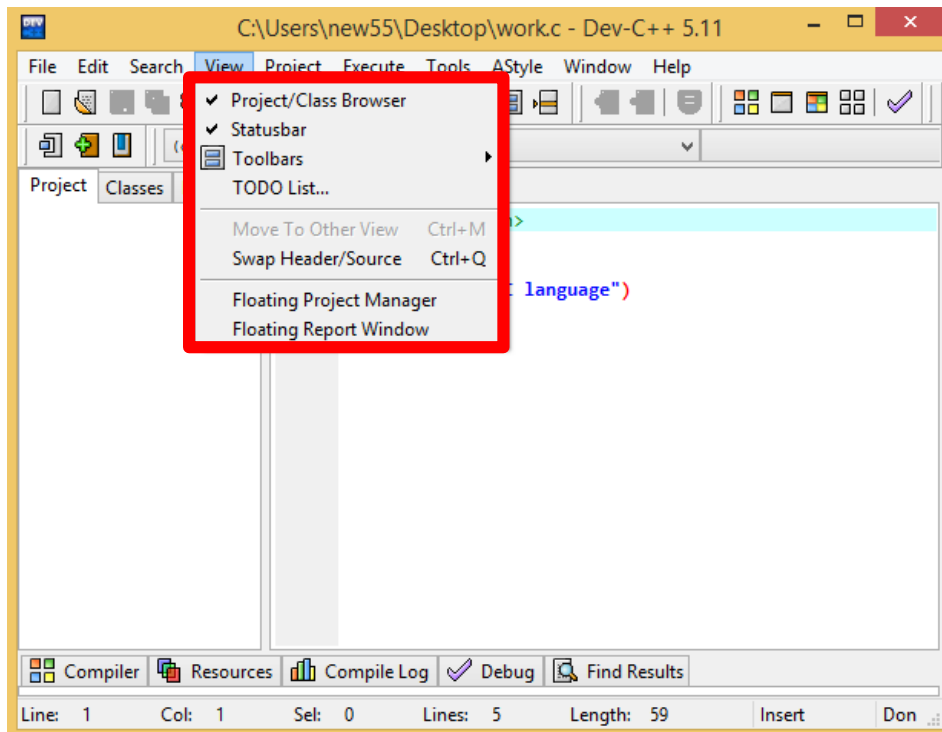 DEV
C:\Users\new55\Desktop\work.c - Dev-C++ 5.11
File Edit Search View Project Execute Tools AStyle Window Help
Project/Class Browser
Statusbar
Toolbars
TODO List...
Move To Other View Ctrl+M
Swap Header/Source Ctrl+Q
Floating Project Manager
Floating Report Window
Project Classes
>
language")
Compiler Resources Compile Log Debug Find Results
Line: 1 Col: 1 Sel: 0 Lines: 5 Length: 59 Insert Don